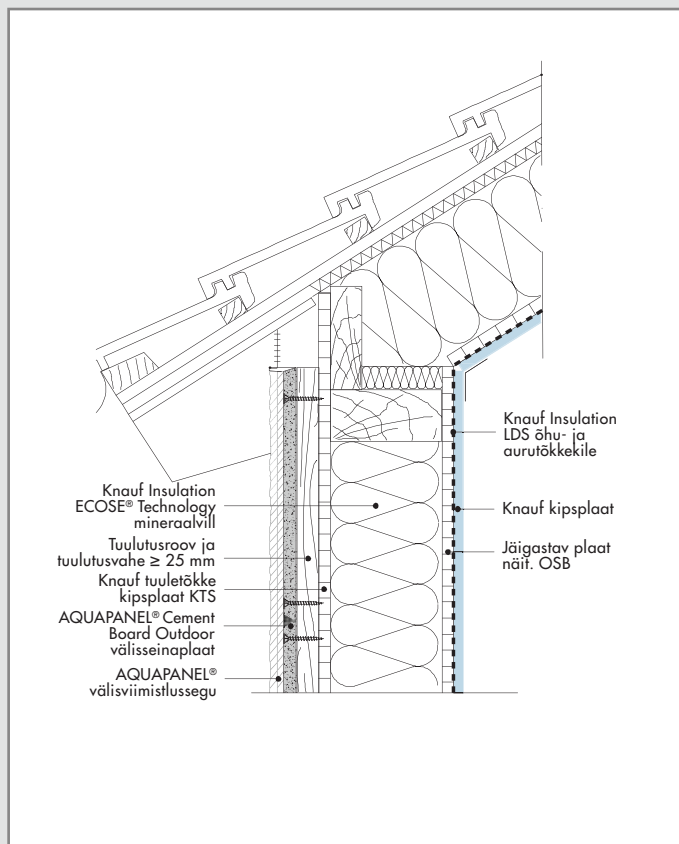 Knauf Insulation
LDS õhu- ja
aurutõkkekile
Knauf Insulation
ECOSE® Technology
mineraalvill
Knauf kipsplaat
Tuulutusroov ja
tuulutusvahe ≥ 25 mm
Jäigastav plaat
näit. OSB
Knauf tuuletõkke
kipsplaat KTS
AQUAPANEL® Cement
Board Outdoor
välisseinaplaat
AQUAPANEL®
välisviimistlussegu